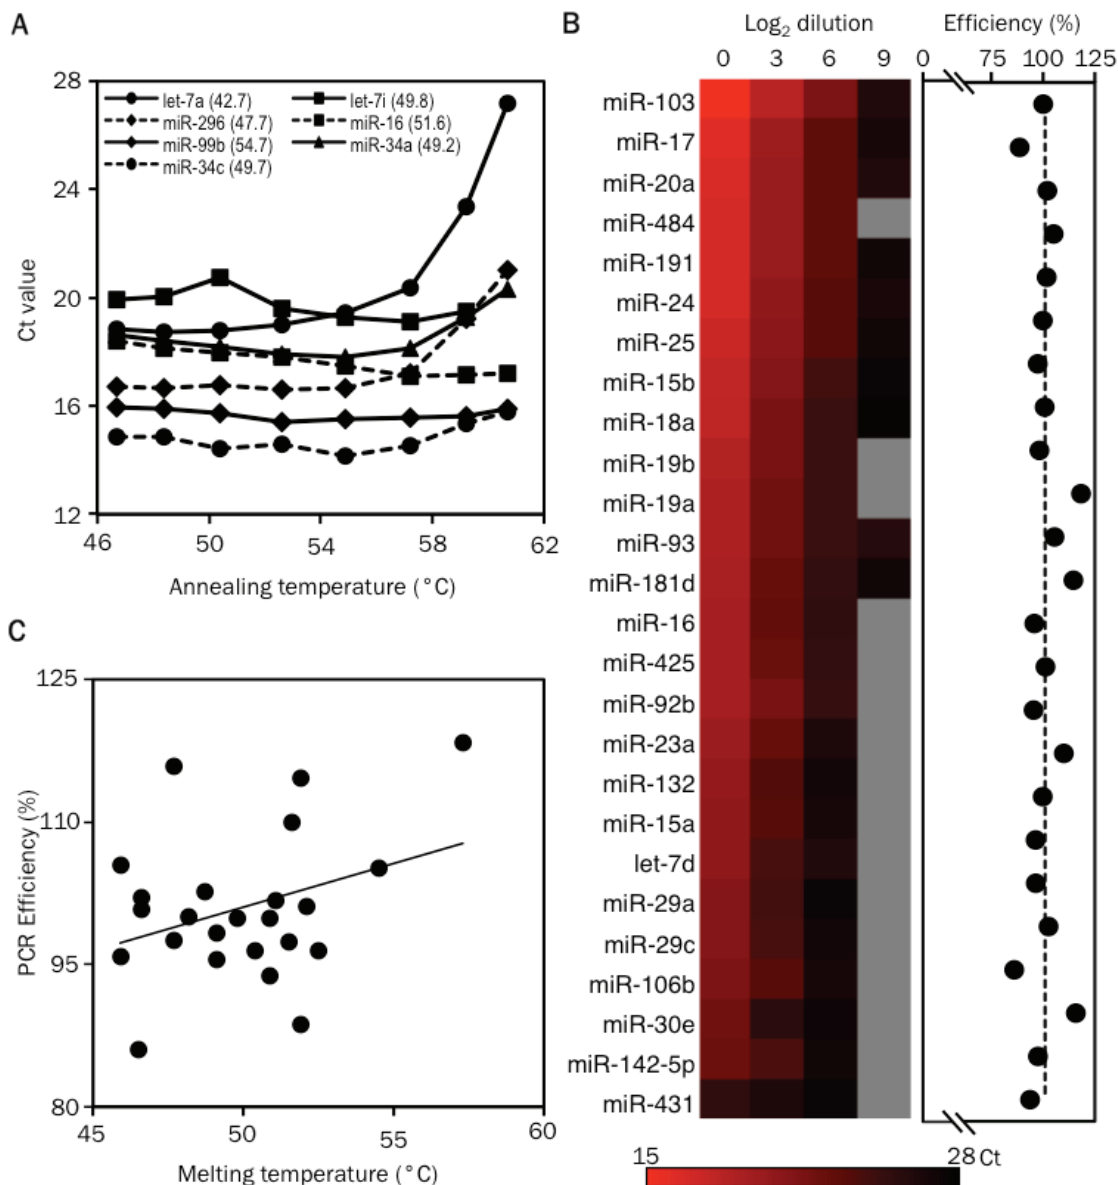 A
28
24
20
16
12
Ct value
let-7a (42.7)
miR-296 (47.7)
miR-99b (54.7)
miR-34c (49.7)
let-7i (49.8)
miR-16 (51.6)
miR-34a (49.2)
46 50 54 58 62
Annealing temperature (°C)
B
Log2 dilution
0 3 6 9
Efficiency (%)
0 75 100 125
miR-103
miR-17
miR-20a
miR-484
miR-191
miR-24
miR-25
miR-15b
miR-18a
miR-19b
miR-19a
miR-93
miR-181d
miR-16
miR-425
miR-92b
miR-23a
miR-132
miR-15a
let-7d
miR-29a
miR-29c
miR-106b
miR-30e
miR-142-5p
miR-431
15 28 Ct
C
125
110
95
80
PCR Efficiency (%)
45 50 55 60
Melting temperature (°C)